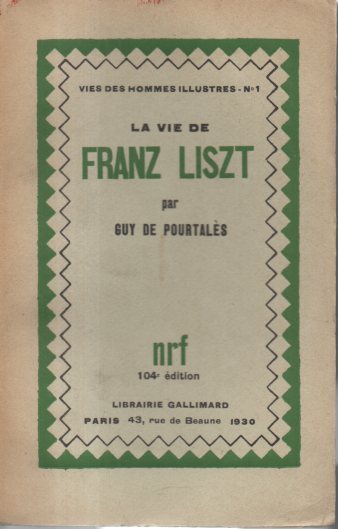 VIES DES HOMMES ILLUSTRES - N° 1
LA VIE DE
FRANZ LISZT
par
GUY DE POURTALÈS
nrf
104e édition
LIBRAIRIE GALLIMARD
PARIS 43, rue de Beaune 1930